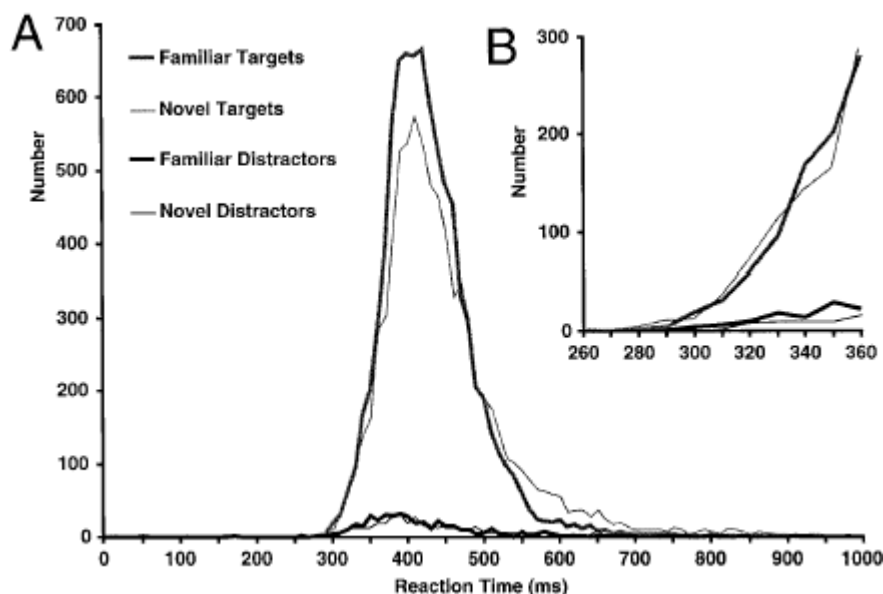 A
B
700
600
500
400
300
200
100
0
Number
Familiar Targets
Novel Targets
Familiar Distractors
Novel Distractors
0 100 200 300 400 500 600 700 800 900 1000
Reaction Time (ms)
300
200
100
0
Number
260 280 300 320 340 360